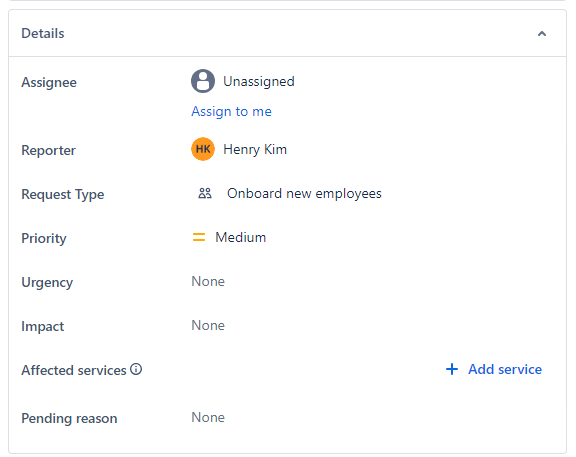 Details
Assignee
Unassigned
Assign to me
Reporter
HK Henry Kim
Request Type
Onboard new employees
Priority
Medium
Urgency
None
Impact
None
Affected services
+ Add service
Pending reason
None